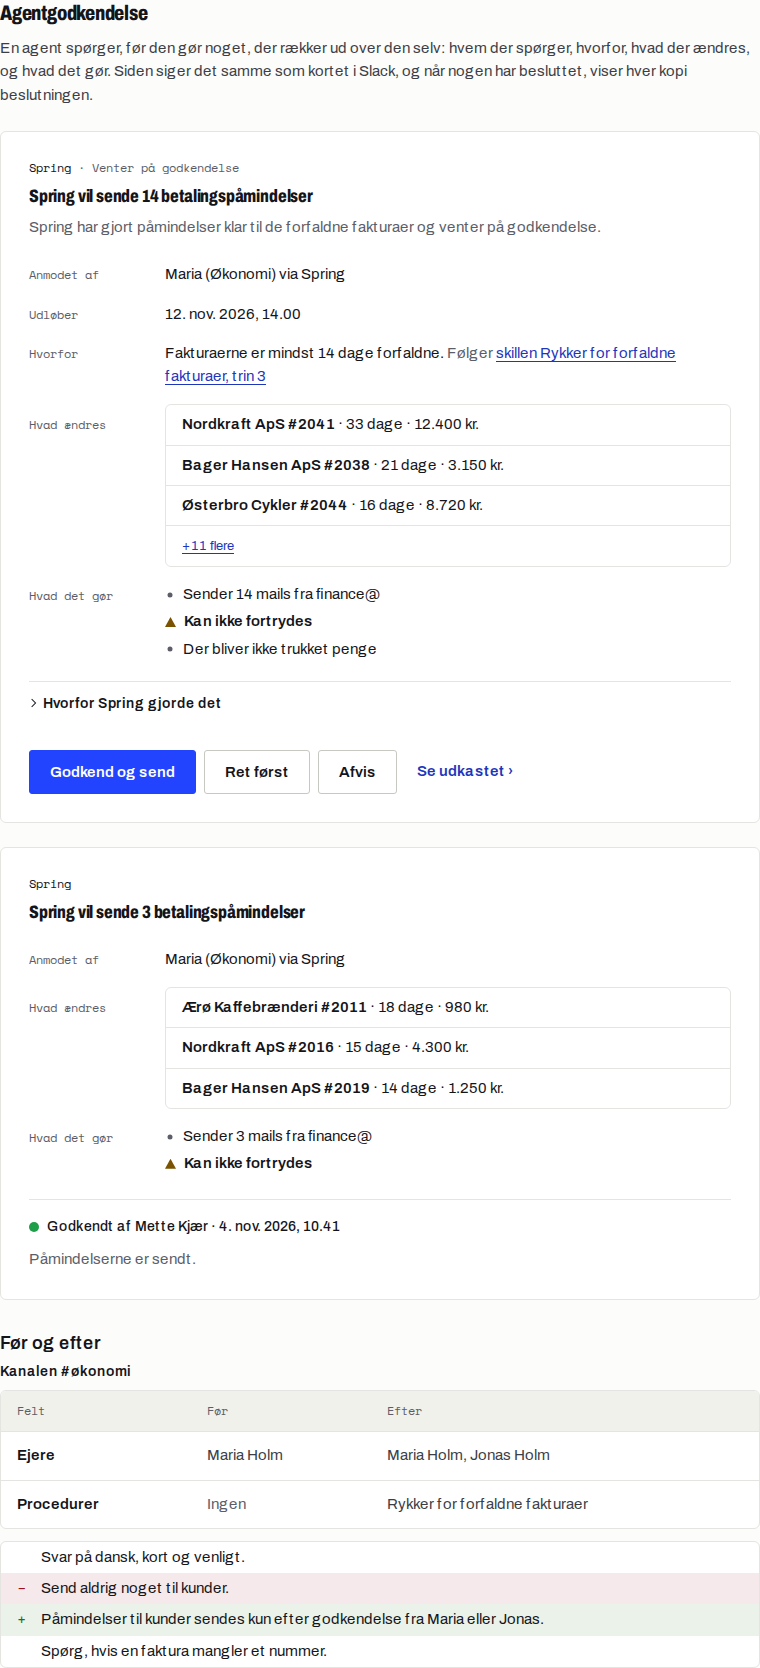 Agentgodkendelse
En agent spørger, før den gør noget, der rækker ud over den selv: hvem der spørger, hvorfor, hvad der ændres,
og hvad det gør. Siden siger det samme som kortet i Slack, og når nogen har besluttet, viser hver kopi
beslutningen.
Spring · Venter på godkendelse
Spring vil sende 14 betalingspåmindelser
Spring har gjort påmindelser klar til de forfaldne fakturaer og venter på godkendelse.
Anmodet af Maria (Økonomi) via Spring
Udløber 12. nov. 2026, 14.00
Hvorfor Fakturaerne er mindst 14 dage forfaldne. Følger skillen Rykker for forfaldne
fakturaer, trin 3
Hvad ændres Nordkraft ApS #2041 · 33 dage · 12.400 kr.
Bager Hansen ApS #2038 · 21 dage · 3.150 kr.
Østerbro Cykler #2044 · 16 dage · 8.720 kr.
+11 flere
Hvad det gør • Sender 14 mails fra finance@
▲ Kan ikke fortrydes
• Der bliver ikke trukket penge
› Hvorfor Spring gjorde det
Godkend og send Ret først Afvis Se udkastet ›
Spring
Spring vil sende 3 betalingspåmindelser
Anmodet af Maria (Økonomi) via Spring
Hvad ændres Ærø Kaffebrænderi #2011 · 18 dage · 980 kr.
Nordkraft ApS #2016 · 15 dage · 4.300 kr.
Bager Hansen ApS #2019 · 14 dage · 1.250 kr.
Hvad det gør • Sender 3 mails fra finance@
▲ Kan ikke fortrydes
Godkendt af Mette Kjær · 4. nov. 2026, 10.41
Påmindelserne er sendt.
Før og efter
Kanalen #økonomi
Felt Før Efter
Ejere Maria Holm Maria Holm, Jonas Holm
Procedurer Ingen Rykker for forfaldne fakturaer
Svar på dansk, kort og venligt.
− Send aldrig noget til kunder.
+ Påmindelser til kunder sendes kun efter godkendelse fra Maria eller Jonas.
Spørg, hvis en faktura mangler et nummer.